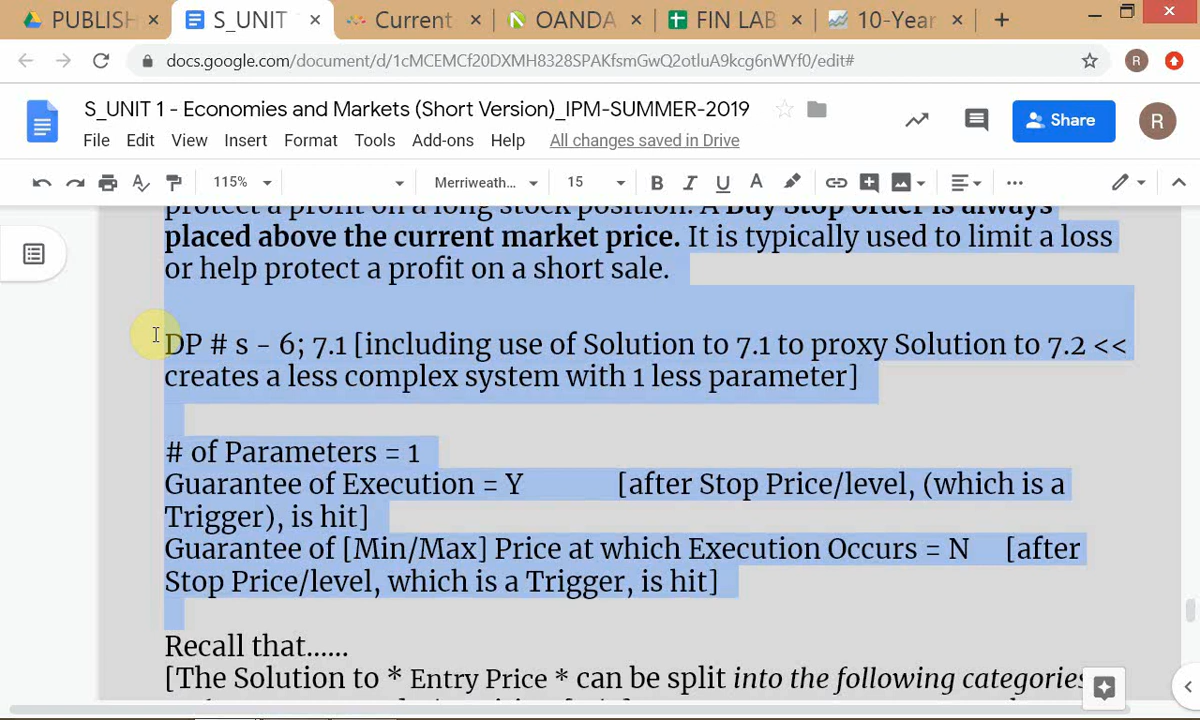 PUBLISH
S_UNIT
Current
OANDA
FIN LAB
10-Year
docs.google.com/document/d/1cMCEMCf20DXMH8328SPAKfsmGwQ2otluA9kcg6nWYf0/edit#
R
S_UNIT 1 - Economies and Markets (Short Version)_IPM-SUMMER-2019
File Edit View Insert Format Tools Add-ons Help All changes saved in Drive
Share
R
115% Merriweath... 15 B I U A
protect a profit on a long stock position. A Buy Stop order is always
placed above the current market price. It is typically used to limit a loss
or help protect a profit on a short sale.
DP # s - 6; 7.1 [including use of Solution to 7.1 to proxy Solution to 7.2 <<
creates a less complex system with 1 less parameter]
# of Parameters = 1
Guarantee of Execution = Y [after Stop Price/level, (which is a
Trigger), is hit]
Guarantee of [Min/Max] Price at which Execution Occurs = N [after
Stop Price/level, which is a Trigger, is hit]
Recall that......
[The Solution to * Entry Price * can be split into the following categories